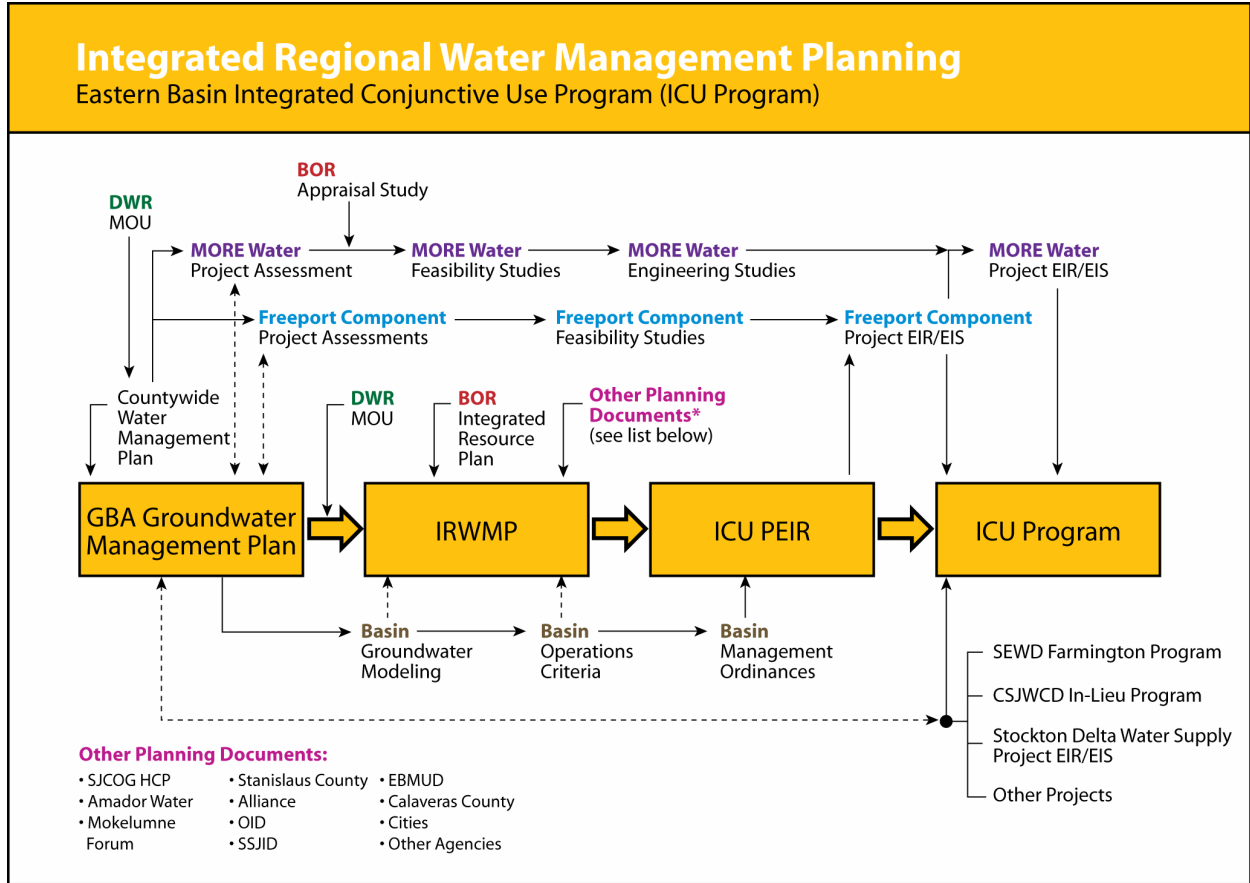 Integrated Regional Water Management Planning
Eastern Basin Integrated Conjunctive Use Program (ICU Program)
BOR
Appraisal Study
DWR
MOU
MORE Water
Project Assessment
MORE Water
Feasibility Studies
MORE Water
Engineering Studies
MORE Water
Project EIR/EIS
Freeport Component
Project Assessments
Freeport Component
Feasibility Studies
Freeport Component
Project EIR/EIS
Countywide
Water
Management
Plan
DWR
MOU
BOR
Integrated
Resource
Plan
Other Planning
Documents*
(see list below)
GBA Groundwater
Management Plan
IRWMP
ICU PEIR
ICU Program
Basin
Groundwater
Modeling
Basin
Operations
Criteria
Basin
Management
Ordinances
SEWD Farmington Program
CSJWCD In-Lieu Program
Stockton Delta Water Supply
Project EIR/EIS
Other Projects
Other Planning Documents:
• SJCOG HCP
• Amador Water
• Mokelumne
Forum
• Stanislaus County
• Alliance
• OID
• SSJID
• EBMUD
• Calaveras County
• Cities
• Other Agencies